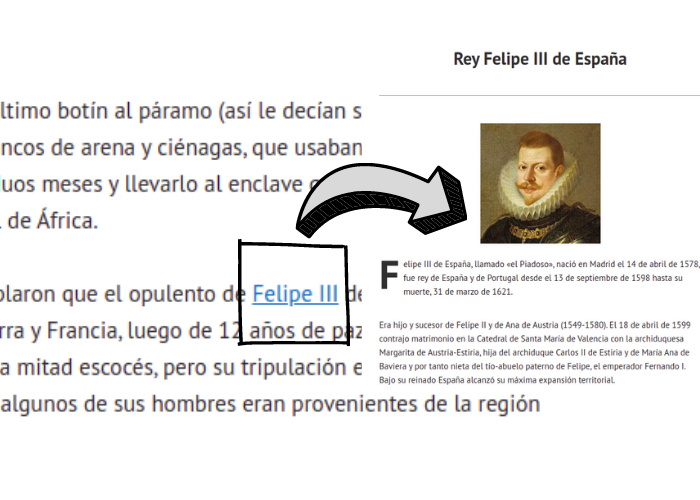 ltimo botín al páramo (así le decían s
ncos de arena y ciénagas, que usaban
uos meses y llevarlo al enclave
de África.
olaron que el opulento de Felipe III de
rra y Francia, luego de 12 años de paz
a mitad escocés, pero su tripulación e
algunos de sus hombres eran provenientes de la región
Rey Felipe III de España
Felipe III de España, llamado «el Piadoso», nació en Madrid el 14 de abril de 1578,
fue rey de España y de Portugal desde el 13 de septiembre de 1598 hasta su
muerte, 31 de marzo de 1621.
Era hijo y sucesor de Felipe II y de Ana de Austria (1549-1580). El 18 de abril de 1599
contrajo matrimonio en la Catedral de Santa María de Valencia con la archiduquesa
Margarita de Austria-Estiria, hija del archiduque Carlos II de Estiria y de María Ana de
Baviera y por tanto nieta del tío-abuelo paterno de Felipe, el emperador Fernando I.
Bajo su reinado España alcanzó su máxima expansión territorial.